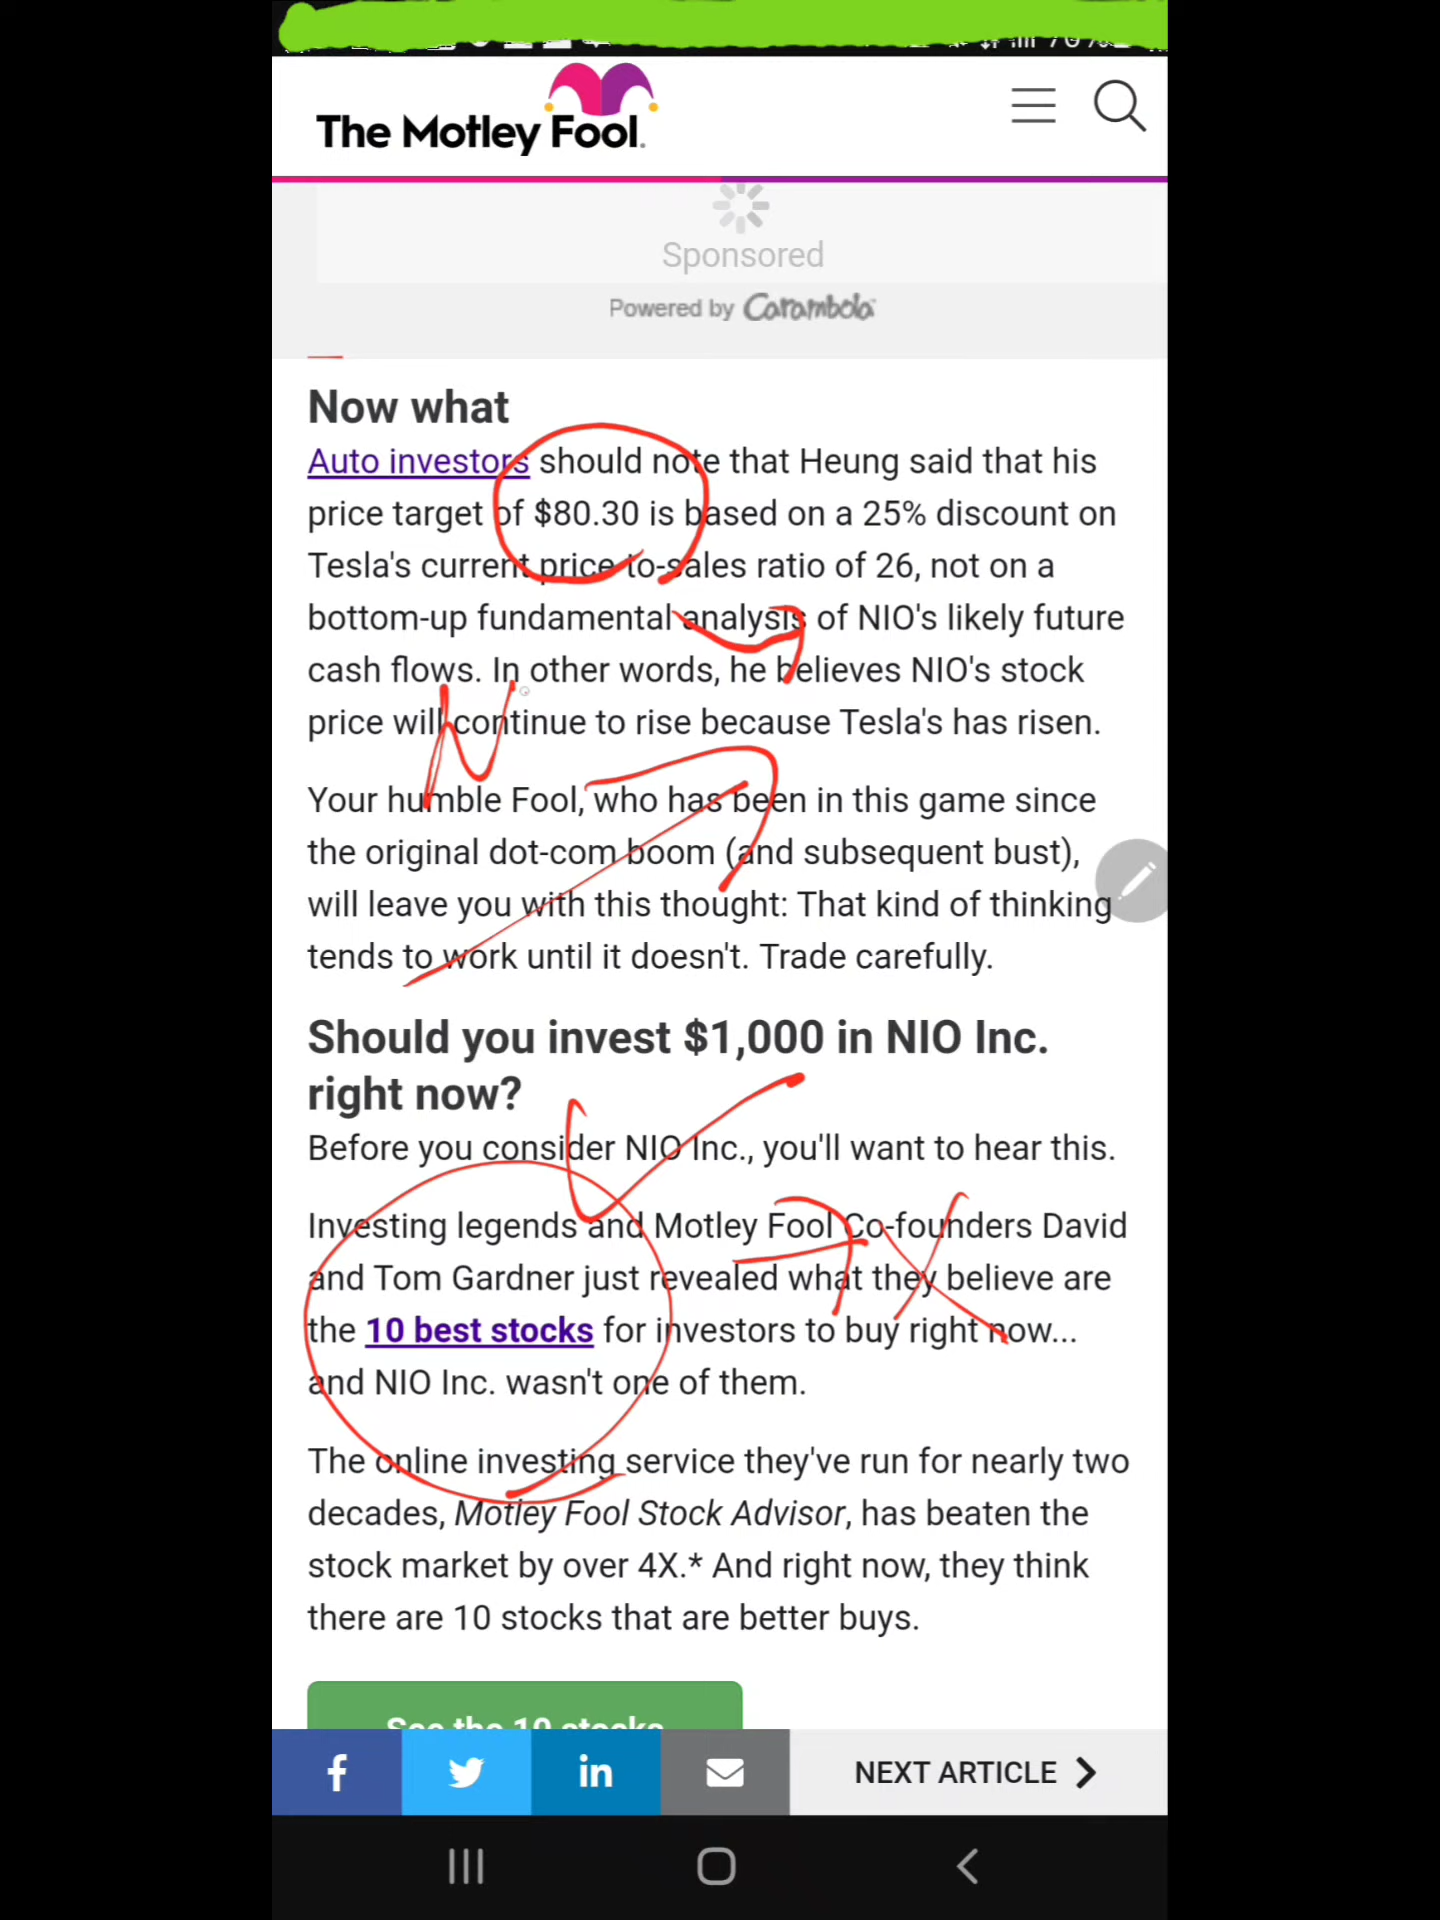 The Motley Fool.
Sponsored
Powered by Carambola
Now what
Auto investors should note that Heung said that his
price target of $80.30 is based on a 25% discount on
Tesla's current price-to-sales ratio of 26, not on a
bottom-up fundamental analysis of NIO's likely future
cash flows. In other words, he believes NIO's stock
price will continue to rise because Tesla's has risen.
Your humble Fool, who has been in this game since
the original dot-com boom (and subsequent bust),
will leave you with this thought: That kind of thinking
tends to work until it doesn't. Trade carefully.
Should you invest $1,000 in NIO Inc.
right now?
Before you consider NIO Inc., you'll want to hear this.
Investing legends and Motley Fool Co-founders David
and Tom Gardner just revealed what they believe are
the 10 best stocks for investors to buy right now...
and NIO Inc. wasn't one of them.
The online investing service they've run for nearly two
decades, Motley Fool Stock Advisor, has beaten the
stock market by over 4X.* And right now, they think
there are 10 stocks that are better buys.
See the 10 stocks
f
in
NEXT ARTICLE